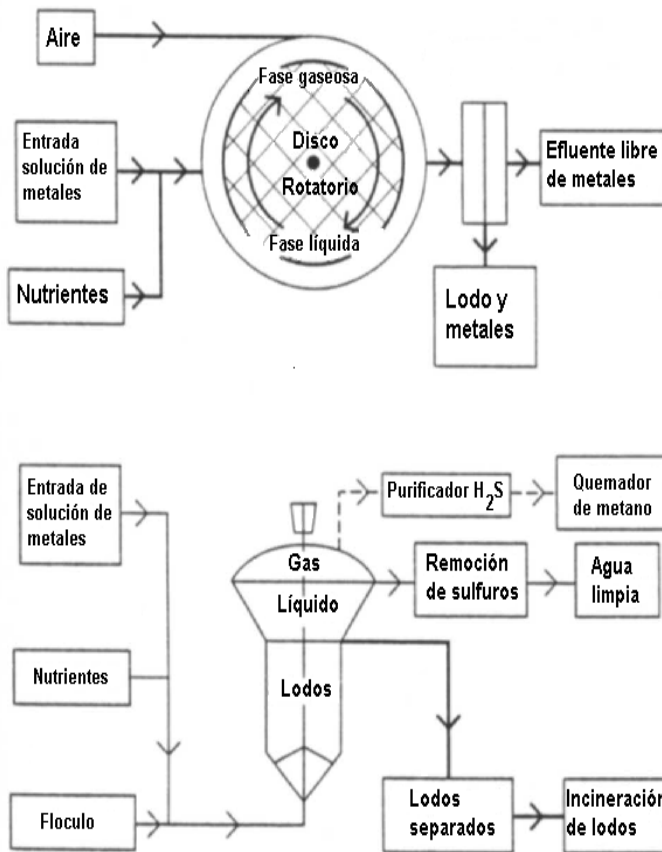 Aire
Fase gaseosa
Entrada
solución de
metales
Disco
Rotatorio
Efluente libre
de metales
Fase líquida
Nutrientes
Lodo y
metales
Entrada de
solución de
metales
Purificador H2S
Quemador
de metano
Gas
Líquido
Remoción
de sulfuros
Agua
limpia
Nutrientes
Lodos
Floculo
Lodos
separados
Incineración
de lodos